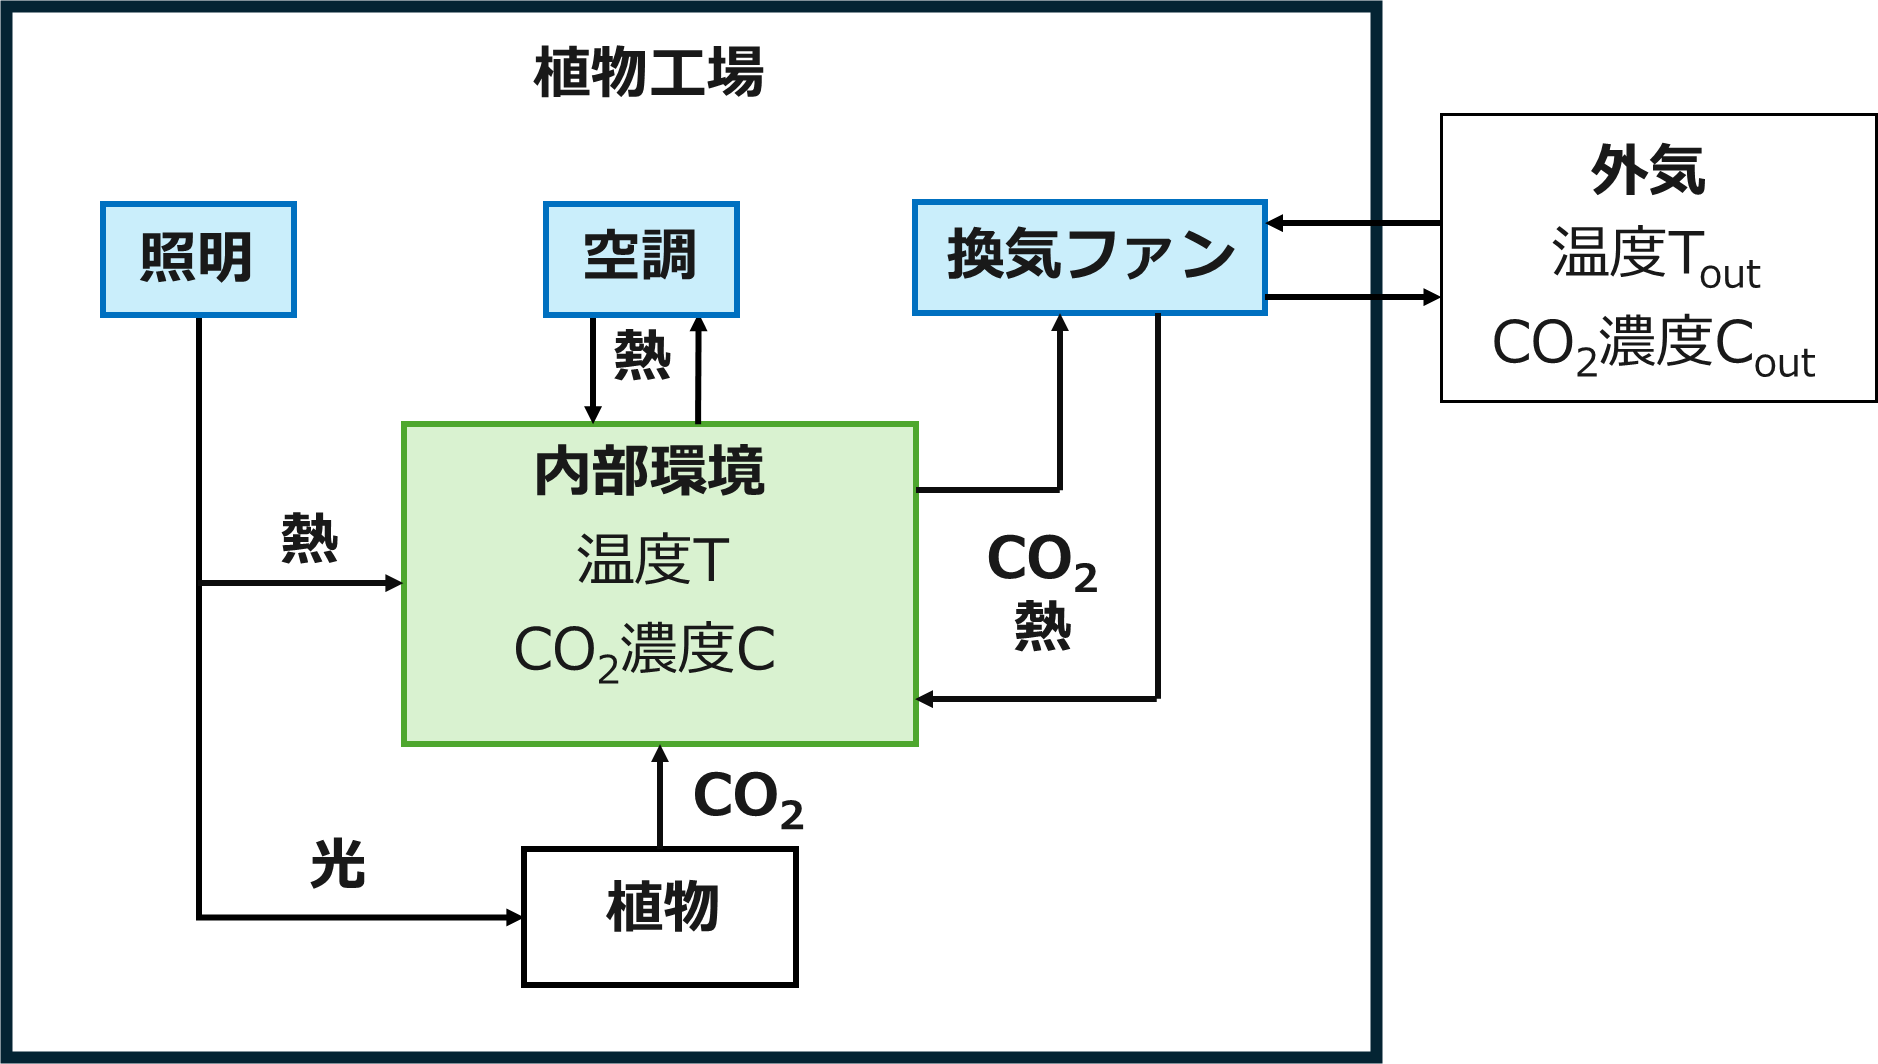 植物工場
照明
空調
換気ファン
外気
温度Tout
CO2濃度Cout
熱
内部環境
温度T
CO2濃度C
熱
CO2
熱
CO2
光
植物